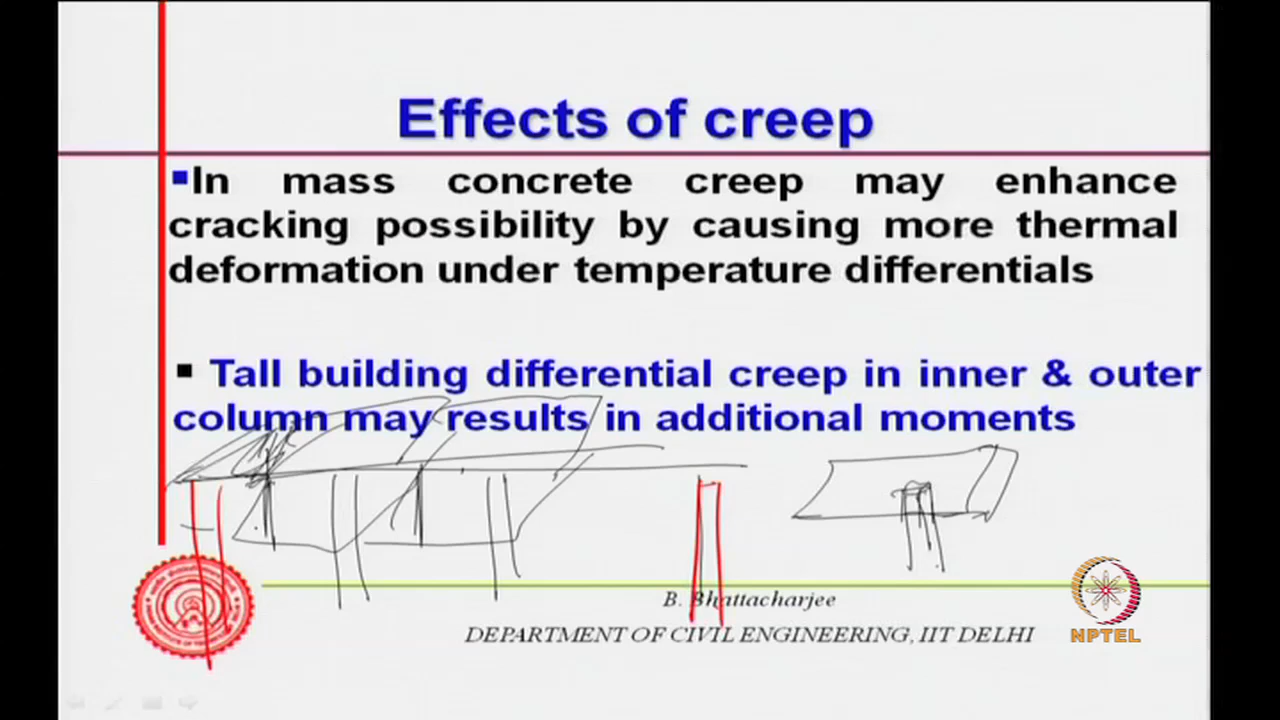 Effects of creep
▪In mass concrete creep may enhance
cracking possibility by causing more thermal
deformation under temperature differentials
▪ Tall building differential creep in inner & outer
column may results in additional moments
B. Bhattacharjee
DEPARTMENT OF CIVIL ENGINEERING, IIT DELHI
NPTEL